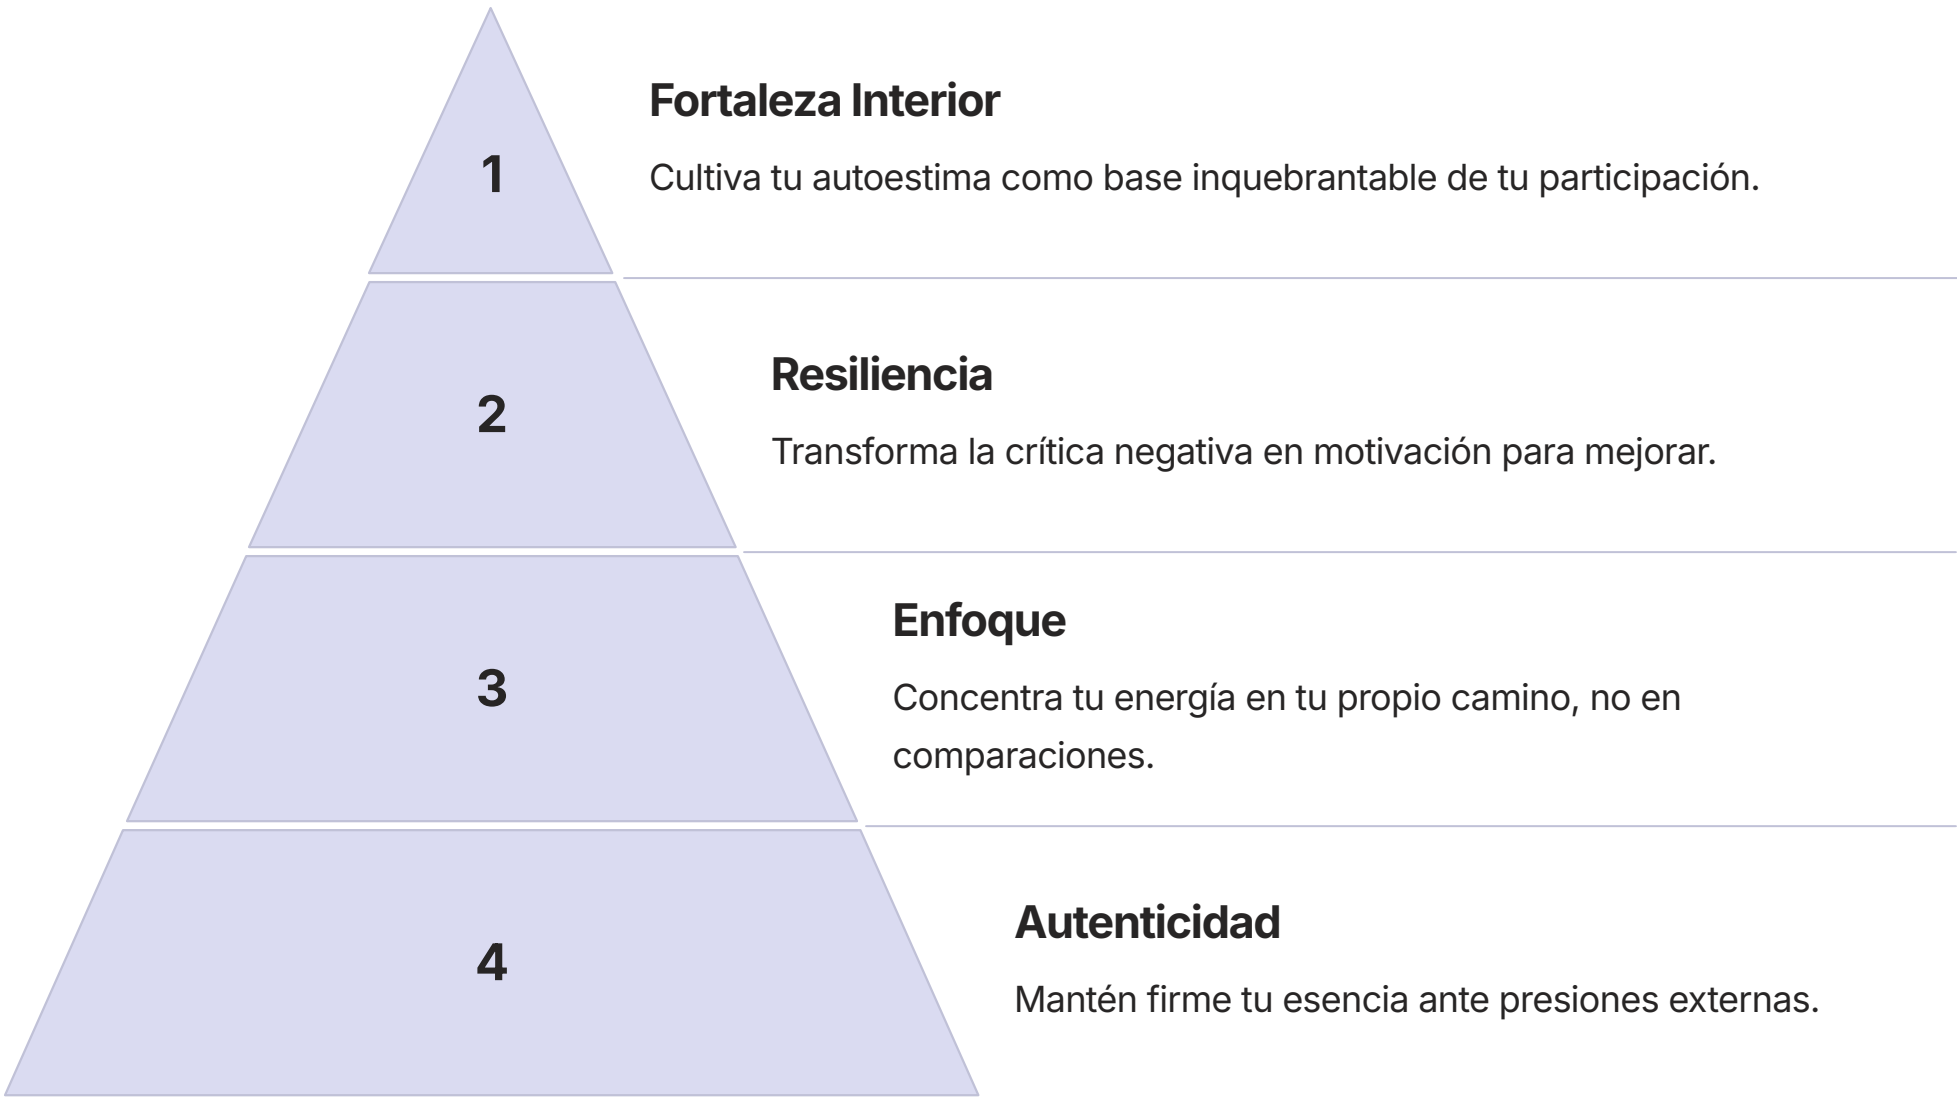 1
Fortaleza Interior
Cultiva tu autoestima como base inquebrantable de tu participación.
2
Resiliencia
Transforma la crítica negativa en motivación para mejorar.
3
Enfoque
Concentra tu energía en tu propio camino, no en
comparaciones.
4
Autenticidad
Mantén firme tu esencia ante presiones externas.